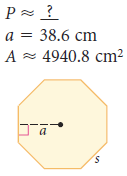 P ≈ ?
a = 38.6 cm
A ≈ 4940.8 cm²
a
s